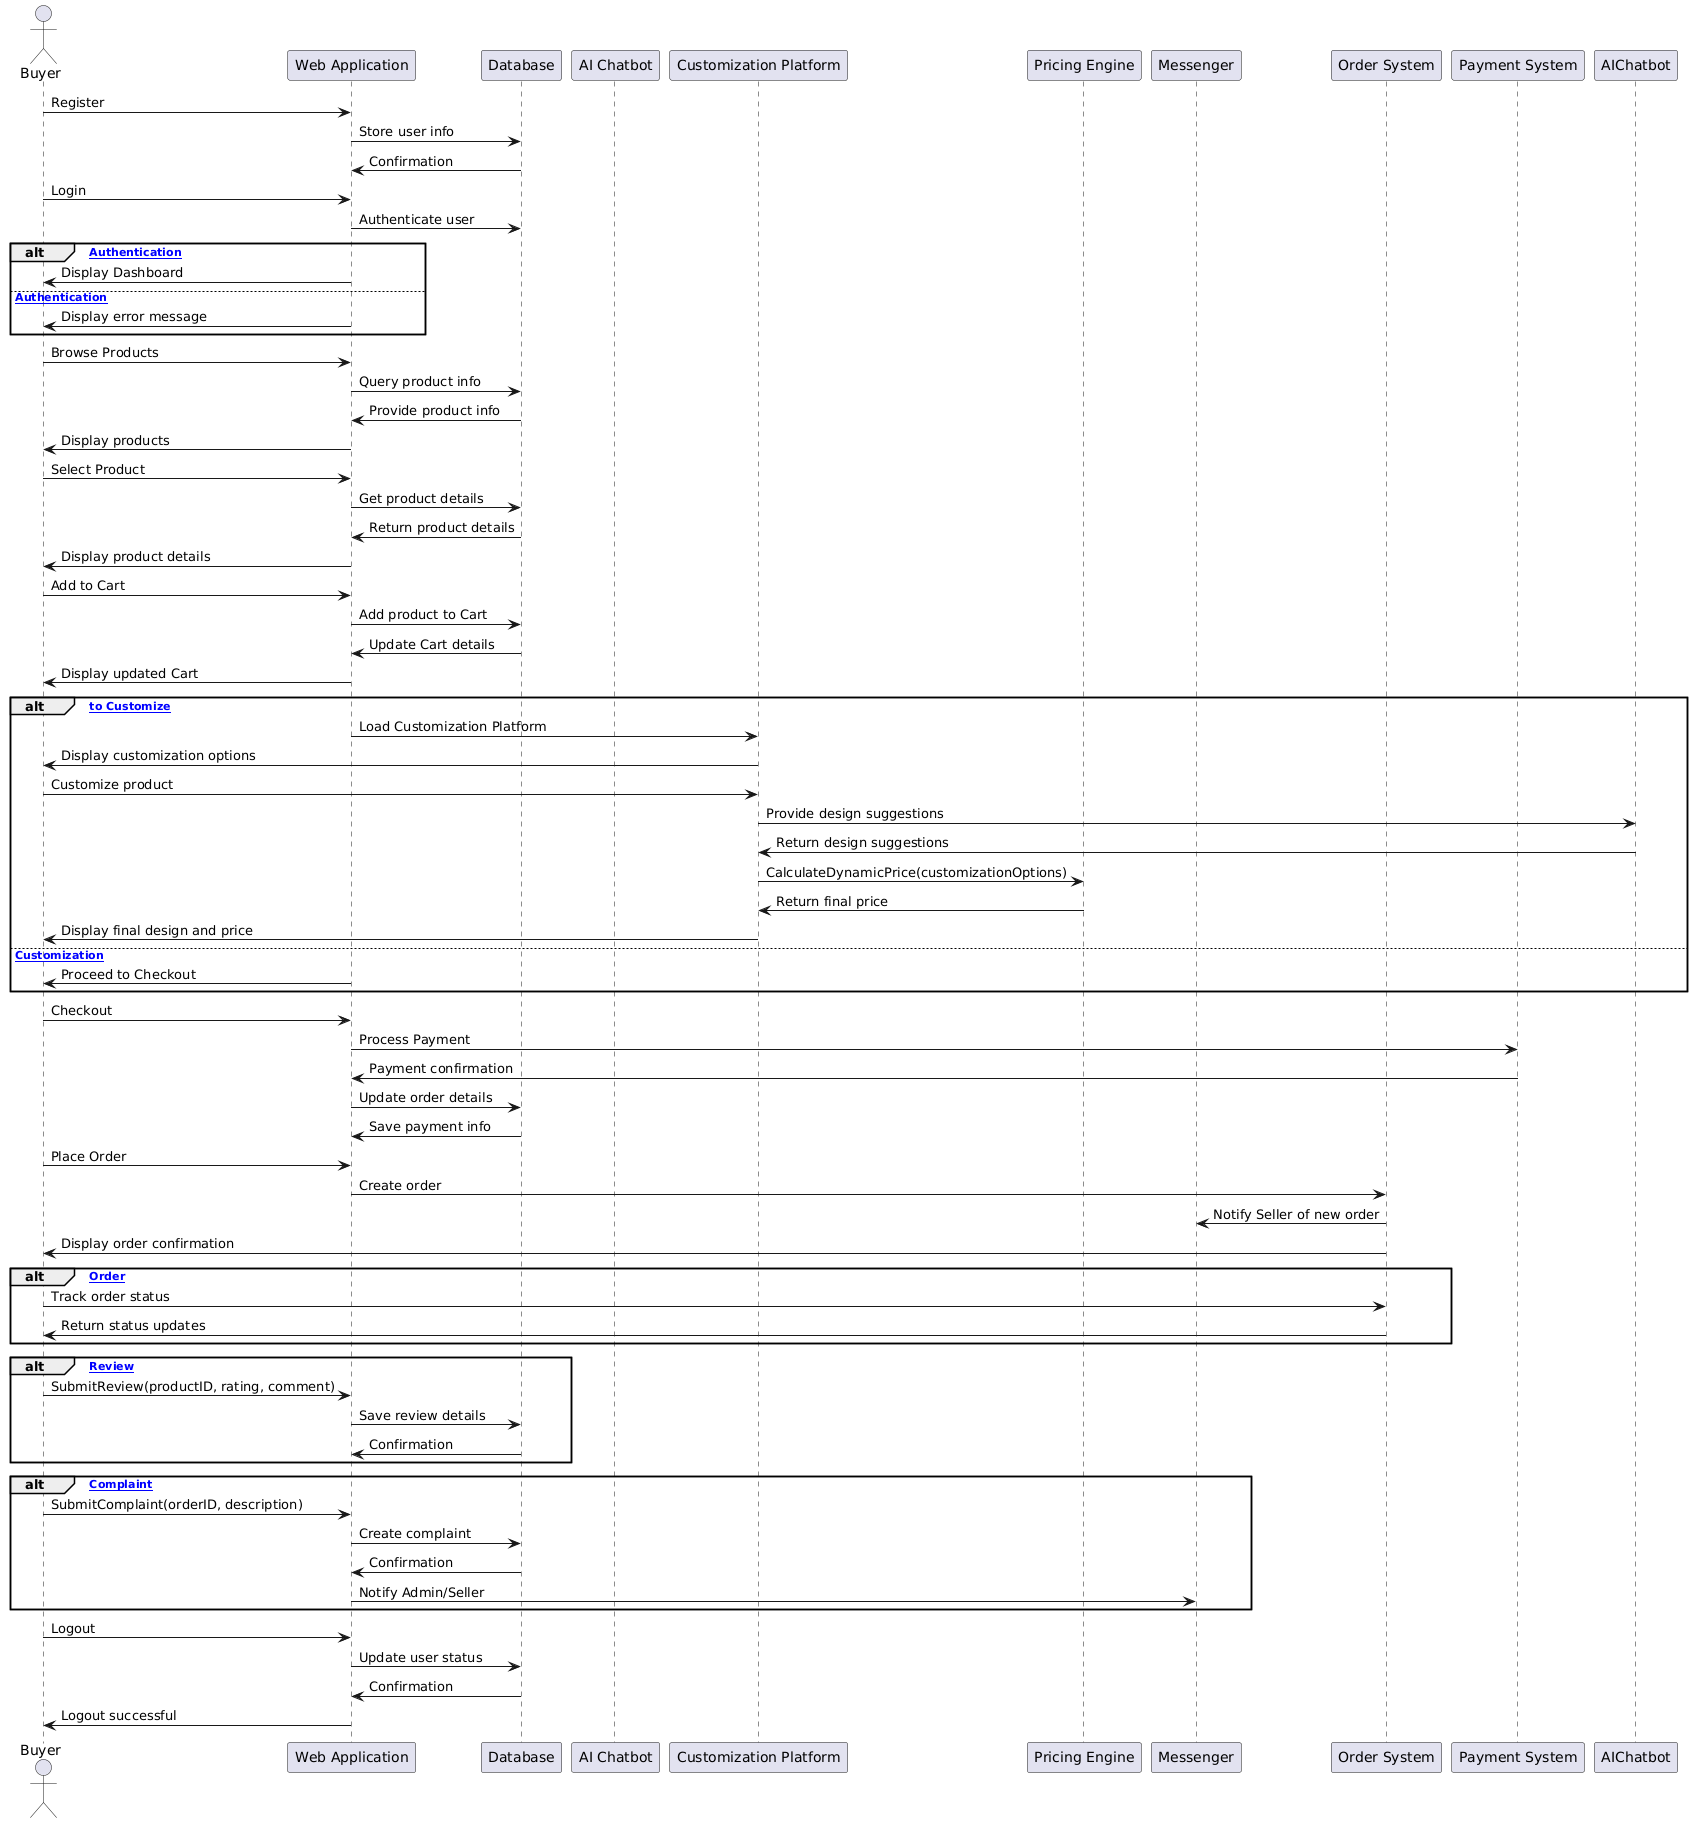 Buyer
Web Application
Database
AI Chatbot
Customization Platform
Pricing Engine
Messenger
Order System
Payment System
AIChatbot
Register
Store user info
Confirmation
Login
Authenticate user
alt Authentication
Display Dashboard
Authentication
Display error message
Browse Products
Query product info
Provide product info
Display products
Select Product
Get product details
Return product details
Display product details
Add to Cart
Add product to Cart
Update Cart details
Display updated Cart
alt to Customize
Load Customization Platform
Display customization options
Customize product
Provide design suggestions
Return design suggestions
CalculateDynamicPrice(customizationOptions)
Return final price
Display final design and price
Customization
Proceed to Checkout
Checkout
Process Payment
Payment confirmation
Update order details
Save payment info
Place Order
Create order
Notify Seller of new order
Display order confirmation
alt Order
Track order status
Return status updates
alt Review
SubmitReview(productID, rating, comment)
Save review details
Confirmation
alt Complaint
SubmitComplaint(orderID, description)
Create complaint
Confirmation
Notify Admin/Seller
Logout
Update user status
Confirmation
Logout successful
Buyer
Web Application
Database
AI Chatbot
Customization Platform
Pricing Engine
Messenger
Order System
Payment System
AIChatbot